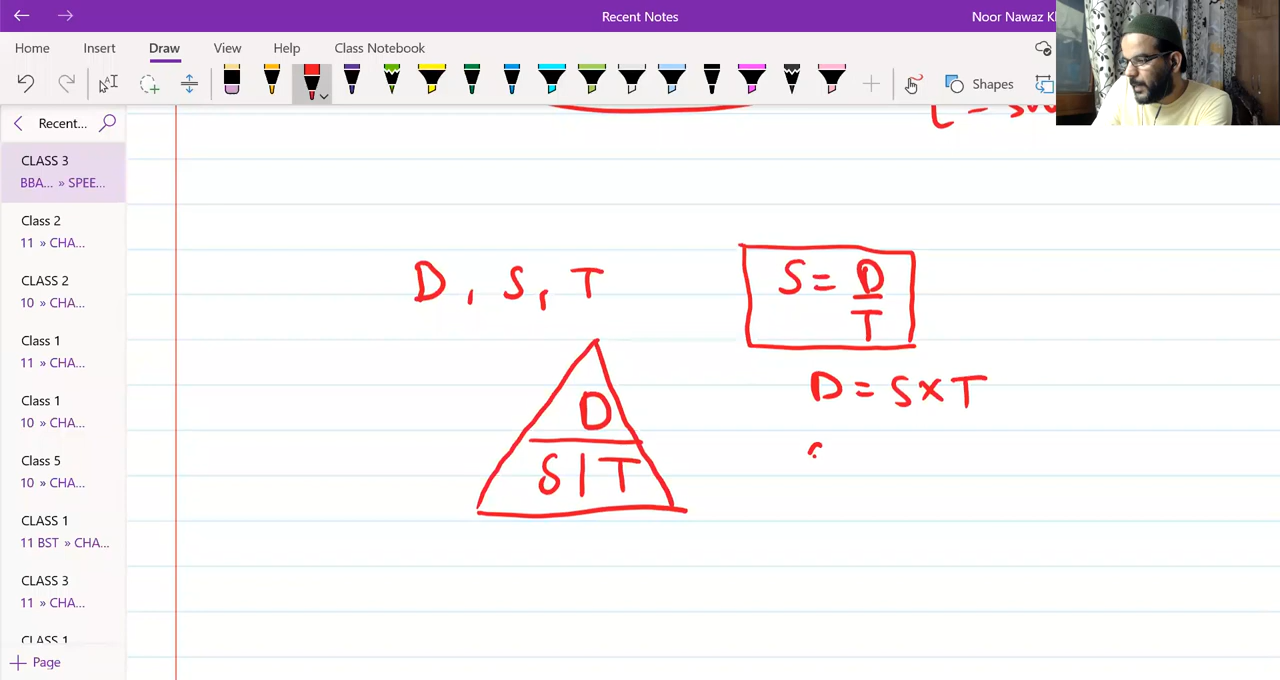 Recent Notes
Noor Nawaz
Home Insert Draw View Help Class Notebook
Shapes
Recent...
CLASS 3
BBA... » SPEE...
Class 2
11 » CHA...
CLASS 2
10 » CHA...
Class 1
11 » CHA...
Class 1
10 » CHA...
Class 5
10 » CHA...
CLASS 1
11 BST » CHA...
CLASS 3
11 » CHA...
CLASS 1
Page
D, S, T
S = D
T
D = S × T
D
S | T